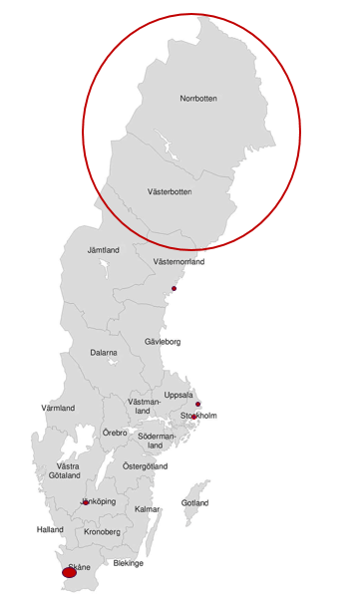 Norrbotten
Västerbotten
Jämtland
Västernorrland
Gävleborg
Dalarna
Uppsala
Västman-
land
Värmland
Stockholm
Örebro
Söderman-
land
Västra
Götaland
Östergötland
Jönköping
Gotland
Kalmar
Halland
Kronoberg
Blekinge
Skåne